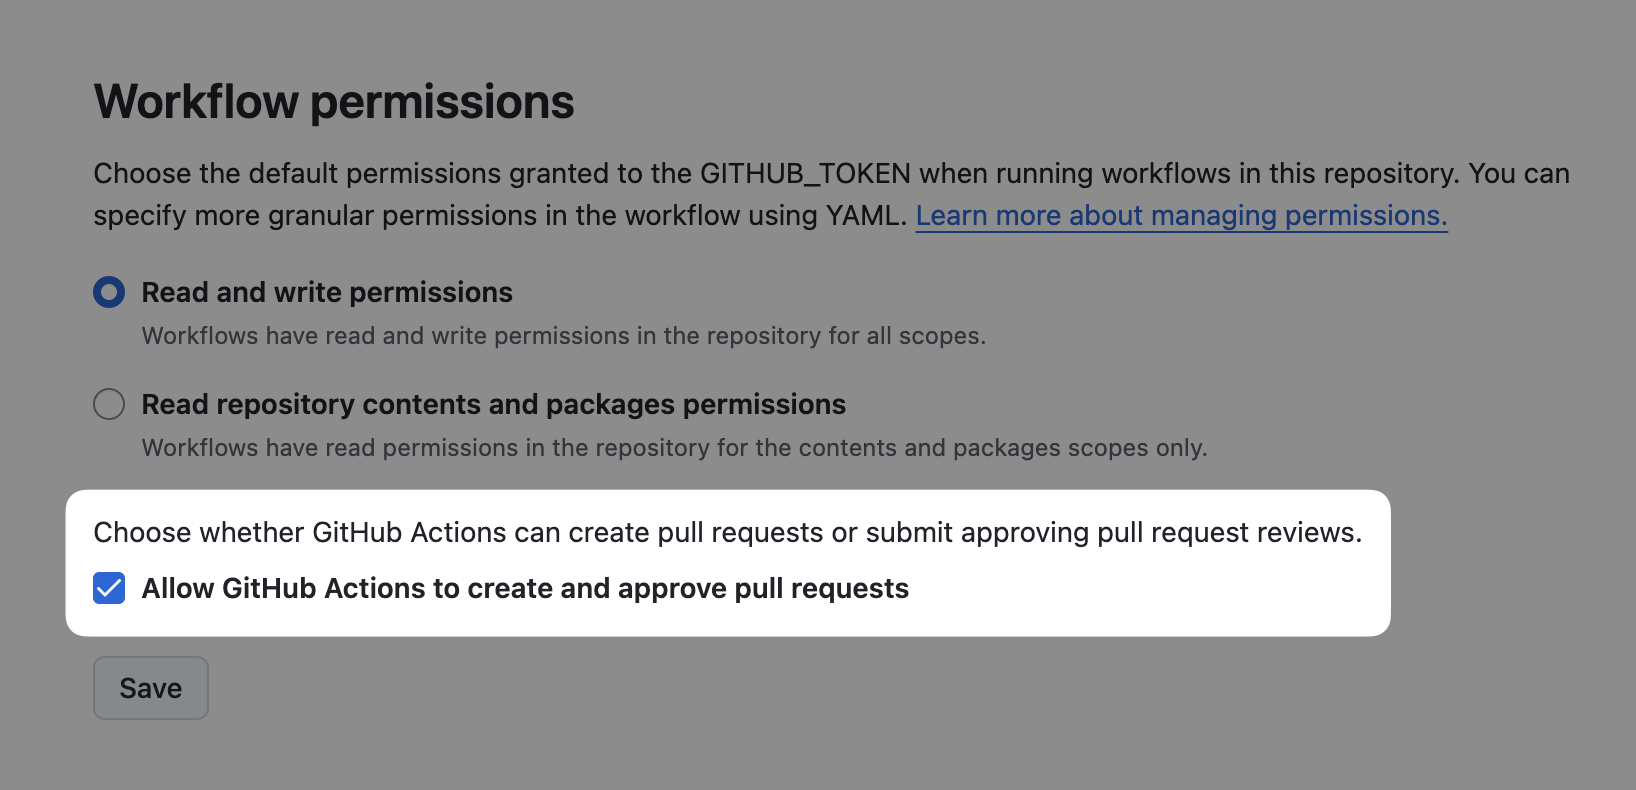 Workflow permissions
Choose the default permissions granted to the GITHUB_TOKEN when running workflows in this repository. You can
specify more granular permissions in the workflow using YAML. Learn more about managing permissions.
Read and write permissions
Workflows have read and write permissions in the repository for all scopes.
Read repository contents and packages permissions
Workflows have read permissions in the repository for the contents and packages scopes only.
Choose whether GitHub Actions can create pull requests or submit approving pull request reviews.
Allow GitHub Actions to create and approve pull requests
Save